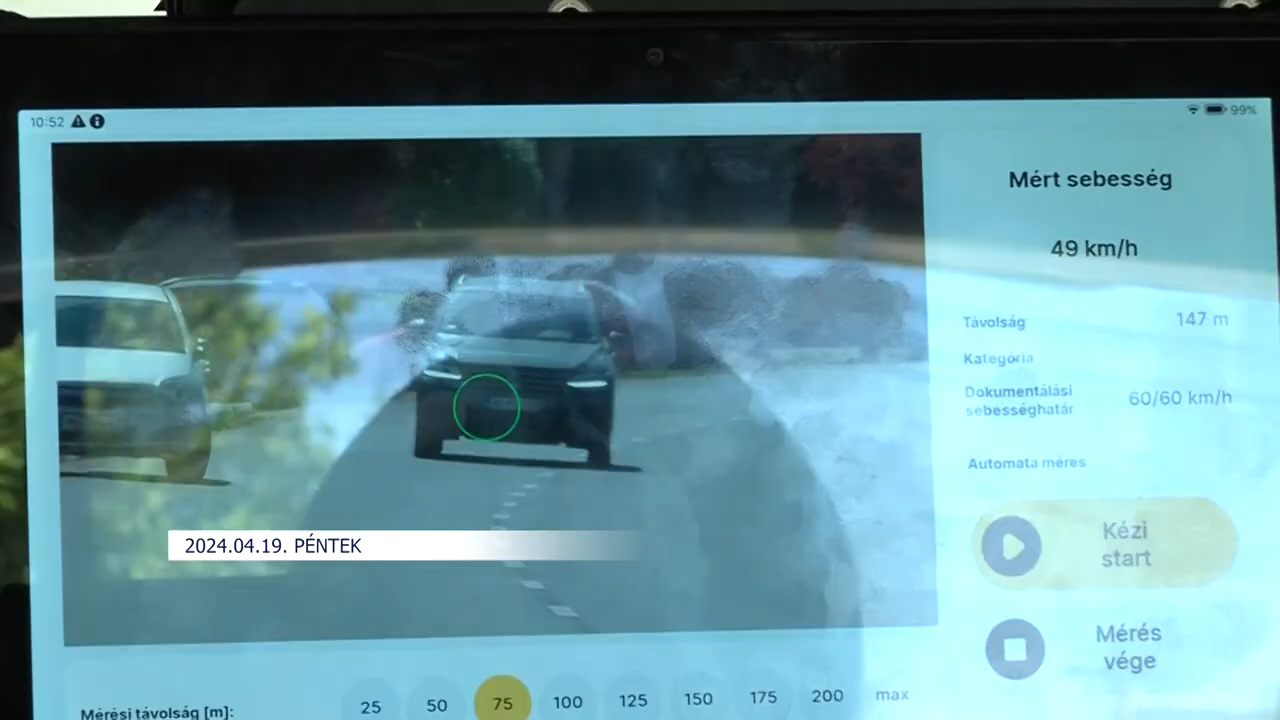 10:52
99%
Mért sebesség
49 km/h
Távolság
147 m
Kategória
Dokumentálási
sebességhatár
60/60 km/h
Automata méres
Kézi
start
Mérés
vége
2024.04.19. PÉNTEK
Mérési távolság [m]:
25 50 75 100 125 150 175 200 max